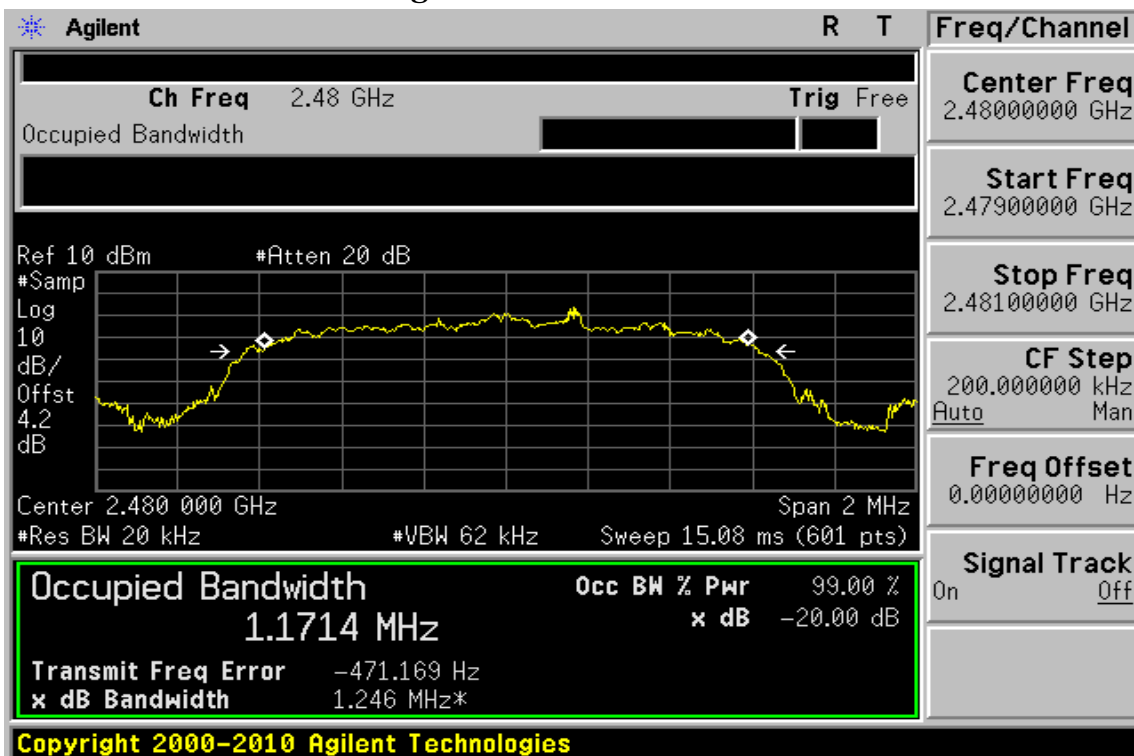 Agilent R T
Freq/Channel
Ch Freq 2.48 GHz Trig Free
Occupied Bandwidth
Center Freq
2.48000000 GHz
Start Freq
2.47900000 GHz
Stop Freq
2.48100000 GHz
CF Step
200.000000 kHz
Auto Man
Freq Offset
0.00000000 Hz
Signal Track
On Off
Ref 10 dBm #Atten 20 dB
#Samp
Log
10
dB/
Offst
4.2
dB
Center 2.480 000 GHz Span 2 MHz
#Res BW 20 kHz #VBW 62 kHz Sweep 15.08 ms (601 pts)
Occupied Bandwidth Occ BW % Pwr 99.00 %
1.1714 MHz x dB -20.00 dB
Transmit Freq Error -471.169 Hz
x dB Bandwidth 1.246 MHz*
Copyright 2000-2010 Agilent Technologies